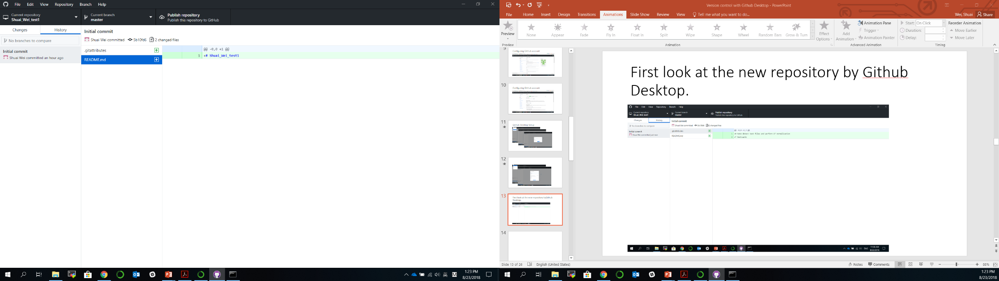 File Edit View Repository Branch Help
Current repository
Shuai_Wei_test1
Current branch
master
Publish repository
Publish this repository to GitHub
Changes History
No branches to compare
Initial commit
Shuai Wei committed an hour ago
Initial commit
Shuai Wei committed 5b10fd6 2 changed files
.gitattributes
README.md
@@ -0,0 +1 @@
1 +# Shuai_Wei_test1
1:23 PM
8/23/2018
英 M
Version control with Github Desktop - PowerPoint
File Home Insert Design Transitions Animations Slide Show Review View Tell me what you want to do...
Wei, Shuai Share
Preview
Preview
None Appear Fade Fly In Float In Split Wipe Shape Wheel Random Bars Grow & Turn
Animation
Effect
Options
Add
Animation
Animation Pane
Trigger
Animation Painter
Advanced Animation
Start: On Click
Duration:
Delay:
Reorder Animation
Move Earlier
Move Later
Timing
9
Configuring GitHub account
10
Configuring GitHub account
11
GitHub Desktop Setup
12
13
First look at the new repository byGithub
Desktop.
14
First look at the new repository by Github
Desktop.
File Edit View Repository Branch Help
Current repository
Shuai_Wei_test1
Current branch
master
Publish repository
Publish this repository to GitHub
Changes History
No branches to compare
Initial commit
Shuai Wei committed just now
Initial commit
Shuai Wei committed 5b10fd6 2 changed files
.gitattributes
README.md
@@ -0,0 +1,2 @@
1 +# Auto detect text files and perform LF normalization
2 +* text=auto
ENG
11:58 AM
8/23/2018
Slide 13 of 26 English (United States)
Notes Comments 88%
1:23 PM
8/23/2018